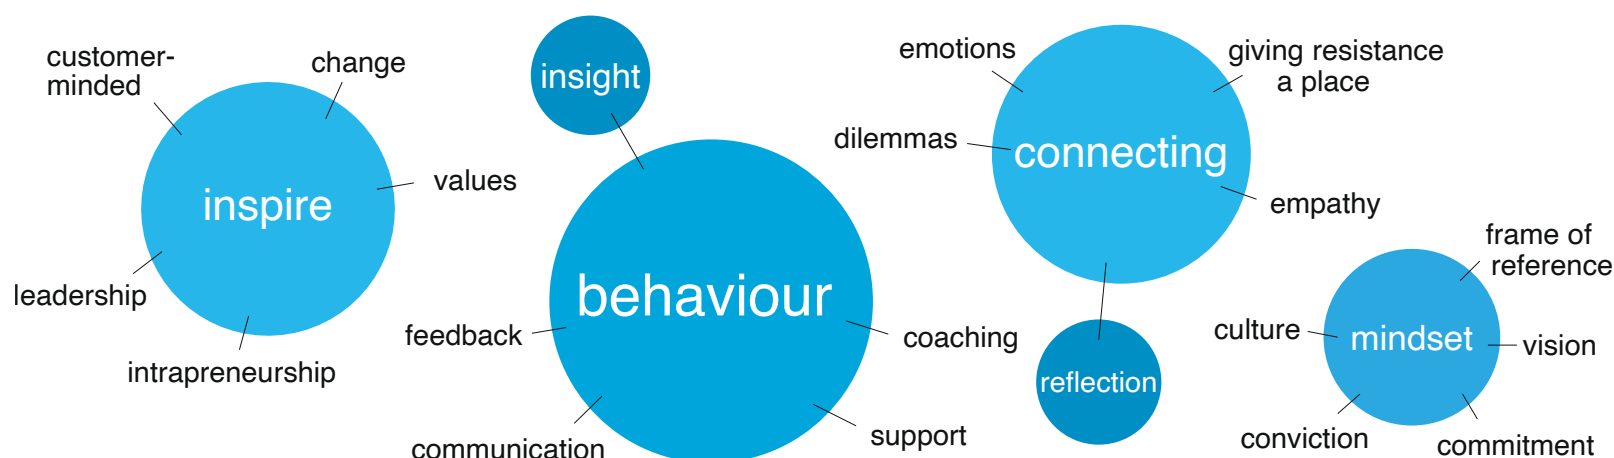 customer-
minded
change
inspire
values
leadership
intrapreneurship
insight
behaviour
feedback
coaching
communication
support
emotions
giving resistance
a place
dilemmas
connecting
empathy
reflection
frame of
reference
culture
mindset
vision
conviction
commitment